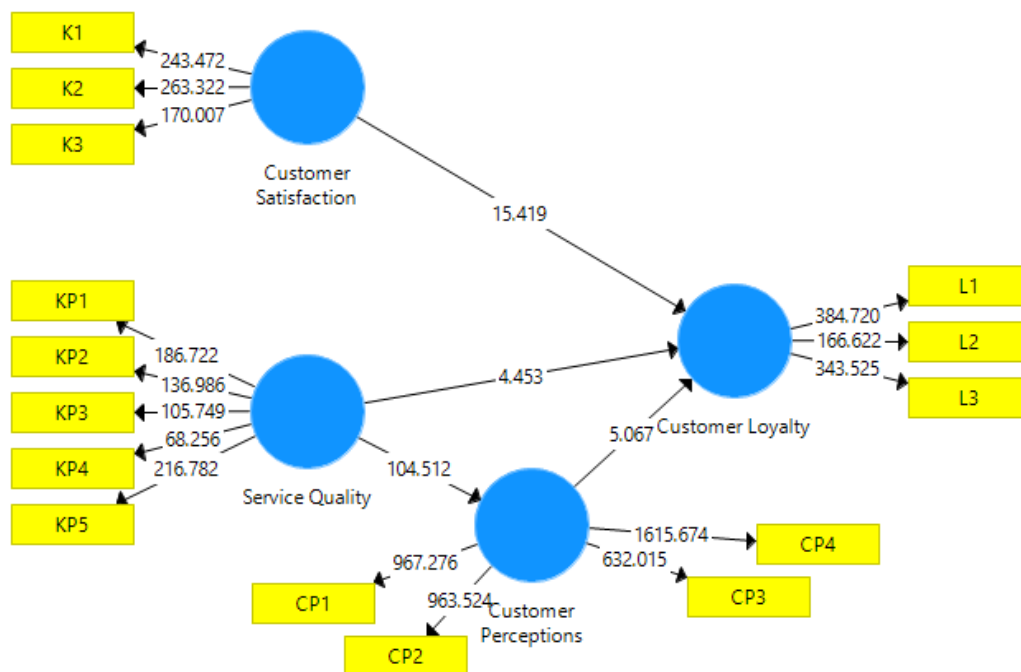 K1
243.472
K2
263.322
170.007
K3
Customer
Satisfaction
15.419
KP1
186.722
KP2
136.986
KP3
105.749
68.256
KP4
216.782
KP5
Service Quality
4.453
104.512
5.067
Customer Loyalty
384.720
L1
166.622
L2
343.525
L3
1615.674
CP4
632.015
CP3
967.276
CP1
963.524
CP2
Customer
Perceptions